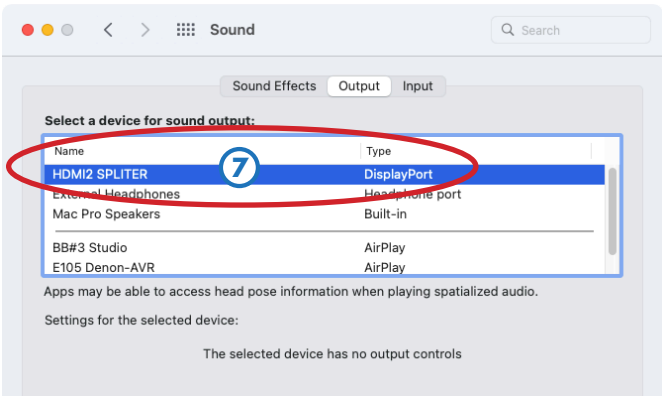 Sound
Search
Sound Effects Output Input
Select a device for sound output:
Name Type
HDMI2 SPLITER DisplayPort
7
External Headphones Headphone port
Mac Pro Speakers Built-in
BB#3 Studio AirPlay
E105 Denon-AVR AirPlay
Apps may be able to access head pose information when playing spatialized audio.
Settings for the selected device:
The selected device has no output controls